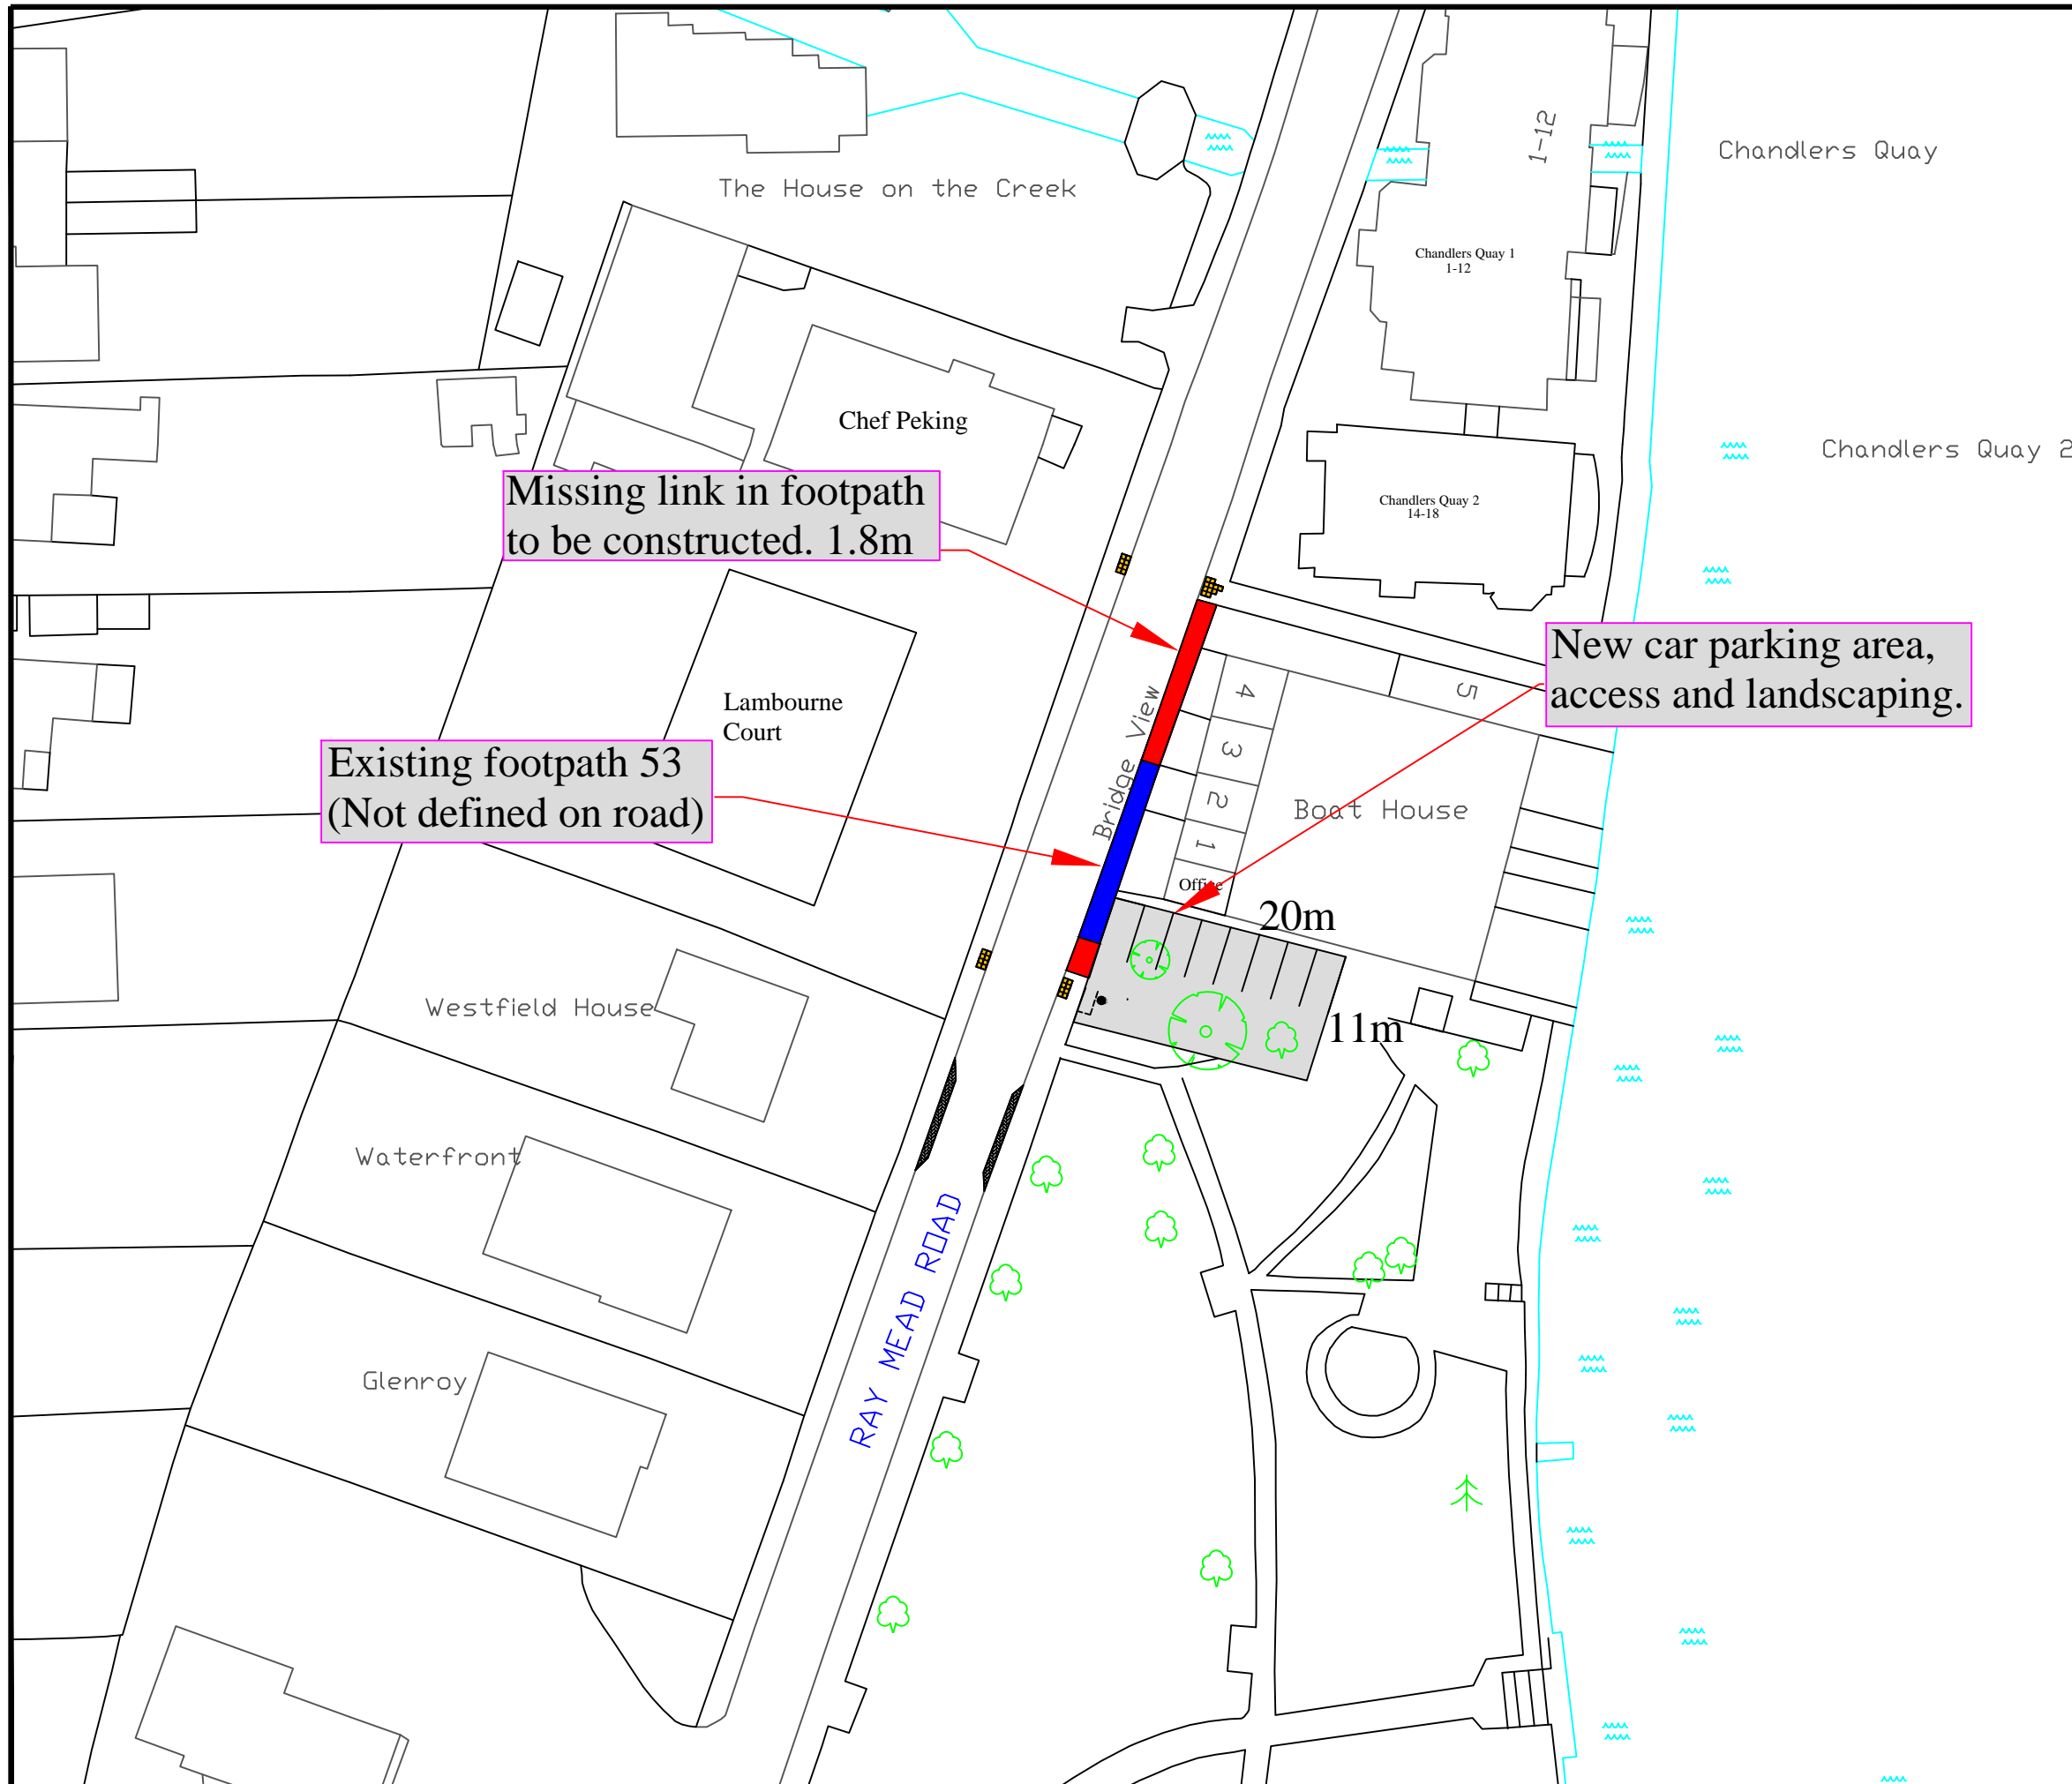 1-12
Chandlers Quay
The House on the Creek
Chandlers Quay 1
1-12
Chef Peking
Chandlers Quay 2
Missing link in footpath
to be constructed. 1.8m
Chandlers Quay 2
14-18
New car parking area,
access and landscaping.
Lambourne
Court
Bridge View
4
5
3
2
1
Office
Boat House
Existing footpath 53
(Not defined on road)
20m
11m
Westfield House
Waterfront
RAY MEAD ROAD
Glenroy